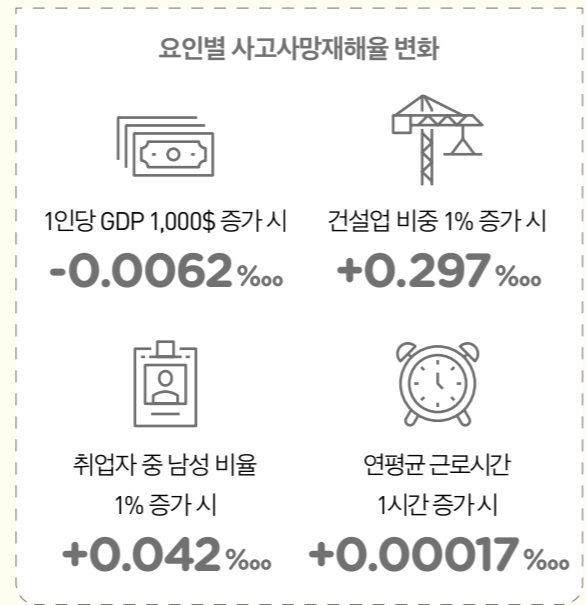 요인별 사고사망재해율 변화
1인당 GDP 1,000$ 증가 시
-0.0062‱
건설업 비중 1% 증가 시
+0.297‱
취업자 중 남성 비율
1% 증가 시
+0.042‱
연평균 근로시간
1시간 증가 시
+0.00017‱